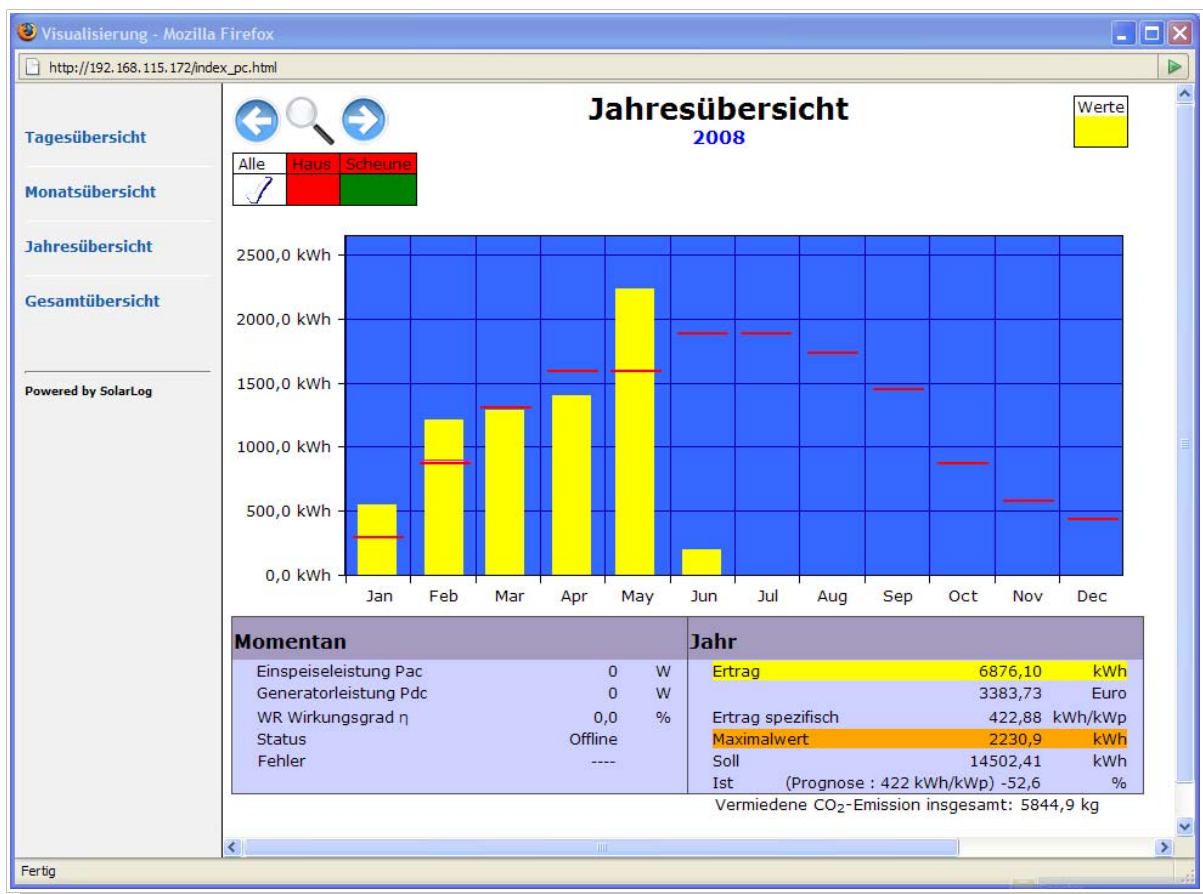 Visualisierung - Mozilla Firefox
http://192.168.115.172/index_pc.html
Tagesübersicht
Monatsübersicht
Jahresübersicht
Gesamtübersicht
Powered by SolarLog
Jahresübersicht
2008
Werte
Alle Haus Scheune
2500,0 kWh
2000,0 kWh
1500,0 kWh
1000,0 kWh
500,0 kWh
0,0 kWh
Jan Feb Mar Apr May Jun Jul Aug Sep Oct Nov Dec
Momentan
Einspeiseleistung Pac 0 W
Generatorleistung Pdc 0 W
WR Wirkungsgrad η 0,0 %
Status Offline
Fehler ----
Jahr
Ertrag 6876,10 kWh
3383,73 Euro
Ertrag spezifisch 422,88 kWh/kWp
Maximalwert 2230,9 kWh
Soll 14502,41 kWh
Ist (Prognose : 422 kWh/kWp) -52,6 %
Vermiedene CO₂-Emission insgesamt: 5844,9 kg
Fertig